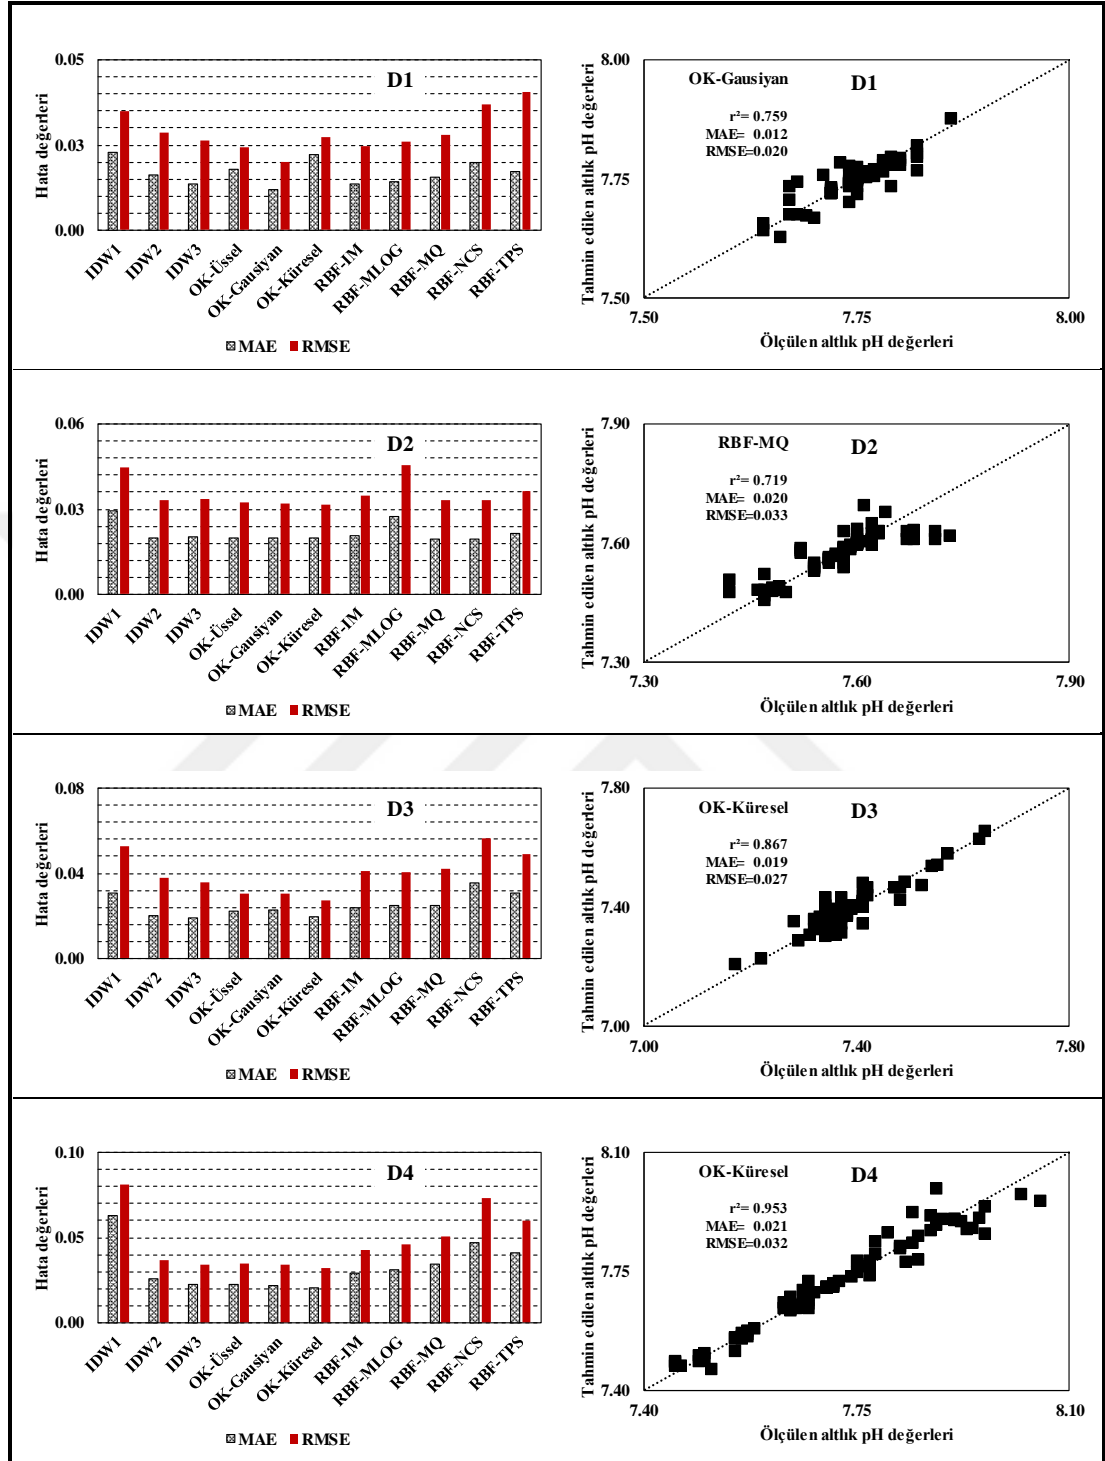 0.05
0.03
0.00
Hata değerleri
D1
IDW1
IDW2
IDW3
OK-Üssel
OK-Gausiyan
OK-Küresel
RBF-IM
RBF-MLOG
RBF-MQ
RBF-NCS
RBF-TPS
MAE RMSE
8.00
7.75
7.50
Tahmin edilen altlık pH değerleri
OK-Gausiyan D1
r²= 0.759
MAE= 0.012
RMSE=0.020
7.50 7.75 8.00
Ölçülen altlık pH değerleri
0.06
0.03
0.00
Hata değerleri
D2
IDW1
IDW2
IDW3
OK-Üssel
OK-Gausiyan
OK-Küresel
RBF-IM
RBF-MLOG
RBF-MQ
RBF-NCS
RBF-TPS
MAE RMSE
7.90
7.60
7.30
Tahmin edilen altlık pH değerleri
RBF-MQ D2
r²= 0.719
MAE= 0.020
RMSE=0.033
7.30 7.60 7.90
Ölçülen altlık pH değerleri
0.08
0.04
0.00
Hata değerleri
D3
IDW1
IDW2
IDW3
OK-Üssel
OK-Gausiyan
OK-Küresel
RBF-IM
RBF-MLOG
RBF-MQ
RBF-NCS
RBF-TPS
MAE RMSE
7.80
7.40
7.00
Tahmin edilen altlık pH değerleri
OK-Küresel D3
r²= 0.867
MAE= 0.019
RMSE=0.027
7.00 7.40 7.80
Ölçülen altlık pH değerleri
0.10
0.05
0.00
Hata değerleri
D4
IDW1
IDW2
IDW3
OK-Üssel
OK-Gausiyan
OK-Küresel
RBF-IM
RBF-MLOG
RBF-MQ
RBF-NCS
RBF-TPS
MAE RMSE
8.10
7.75
7.40
Tahmin edilen altlık pH değerleri
OK-Küresel D4
r²= 0.953
MAE= 0.021
RMSE=0.032
7.40 7.75 8.10
Ölçülen altlık pH değerleri